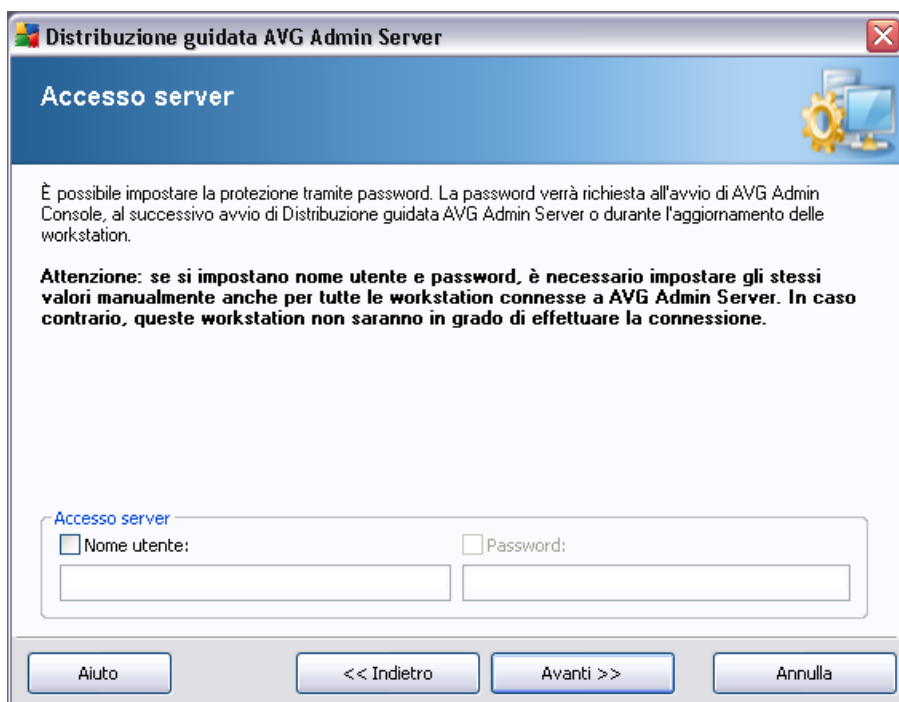 Distribuzione guidata AVG Admin Server
Accesso server
È possibile impostare la protezione tramite password. La password verrà richiesta all'avvio di AVG Admin
Console, al successivo avvio di Distribuzione guidata AVG Admin Server o durante l'aggiornamento delle
workstation.
Attenzione: se si impostano nome utente e password, è necessario impostare gli stessi
valori manualmente anche per tutte le workstation connesse a AVG Admin Server. In caso
contrario, queste workstation non saranno in grado di effettuare la connessione.
Accesso server
Nome utente: Password:
Aiuto << Indietro Avanti >> Annulla